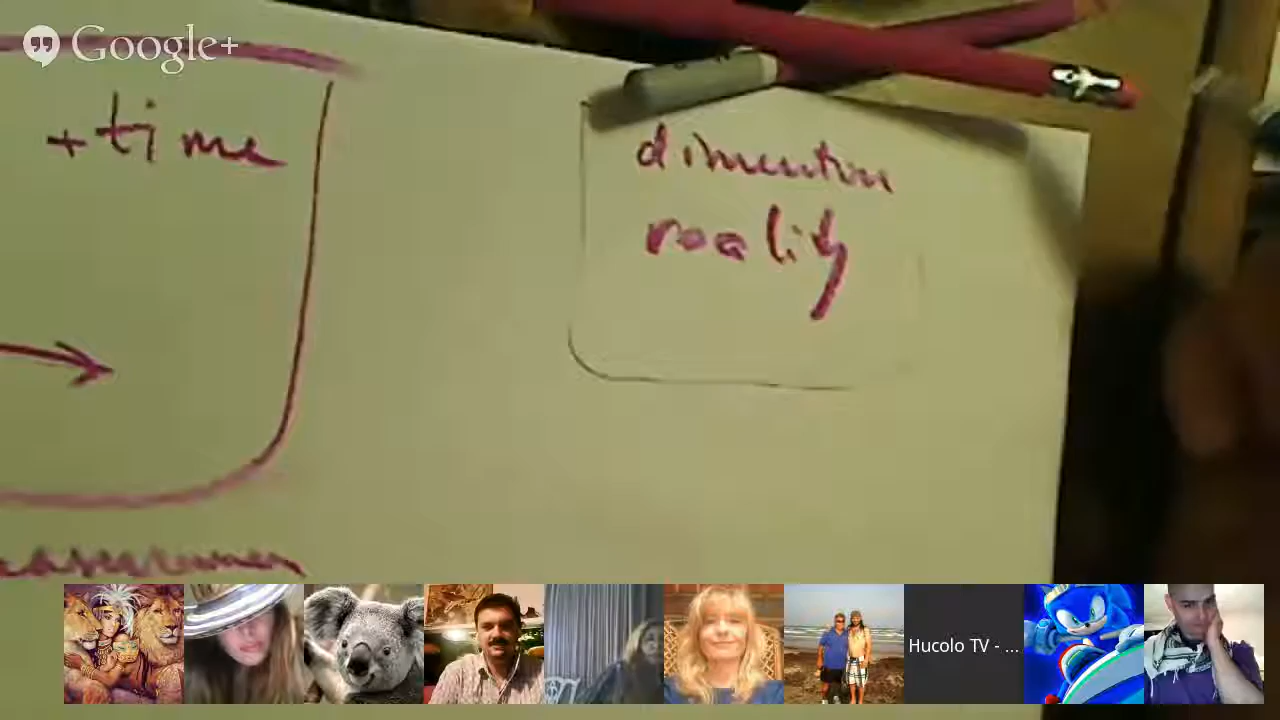 Google+
+time
dimention
reality
Hucolo TV - ...